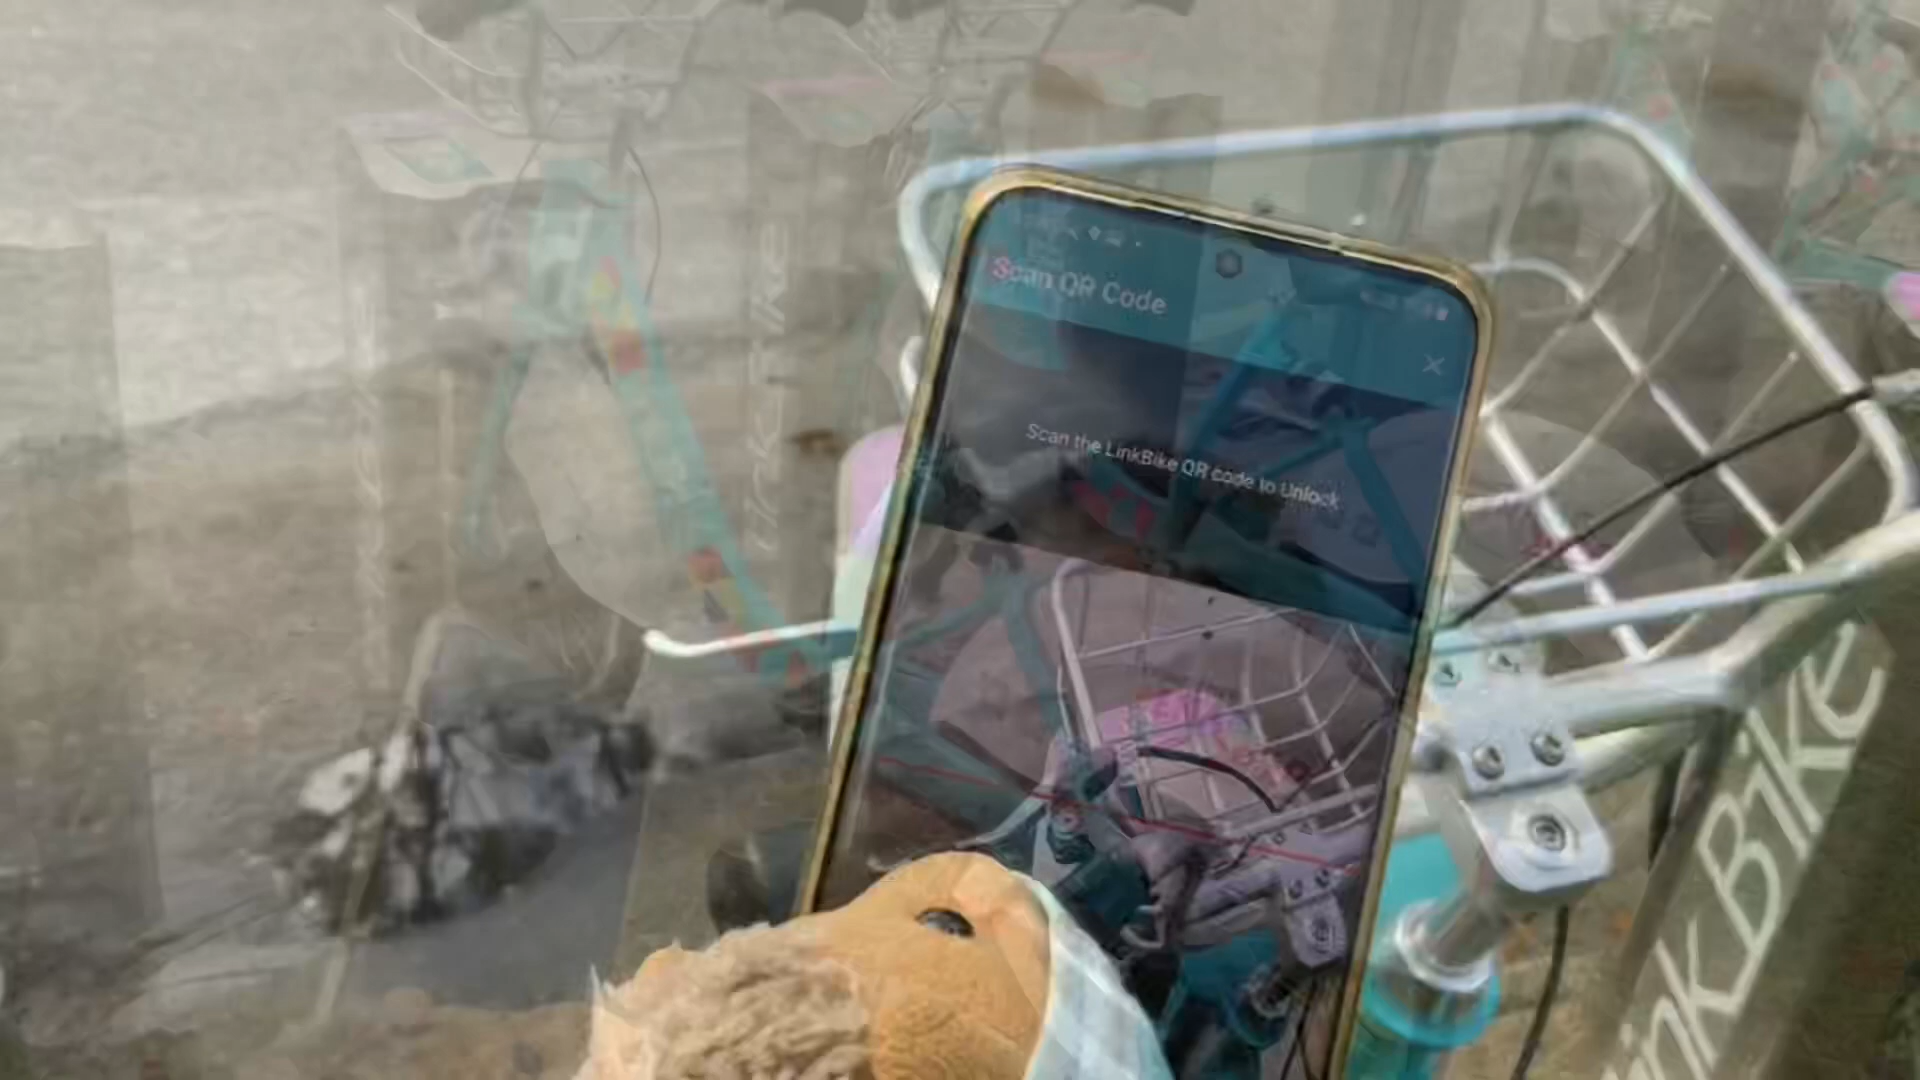 Scan QR Code
Scan the LinkBike QR code to Unlock
LinkBike